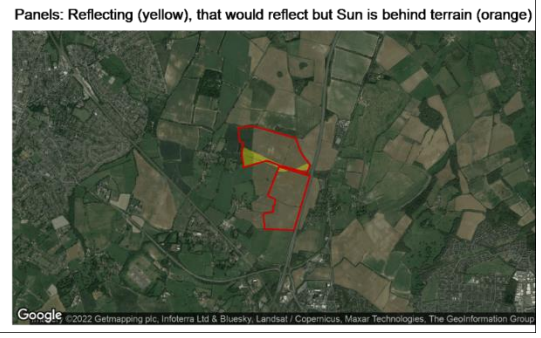 Panels: Reflecting (yellow), that would reflect but Sun is behind terrain (orange)
Google
©2022 Getmapping plc, Infoterra Ltd & Bluesky, Landsat / Copernicus, Maxar Technologies, The GeoInformation Group